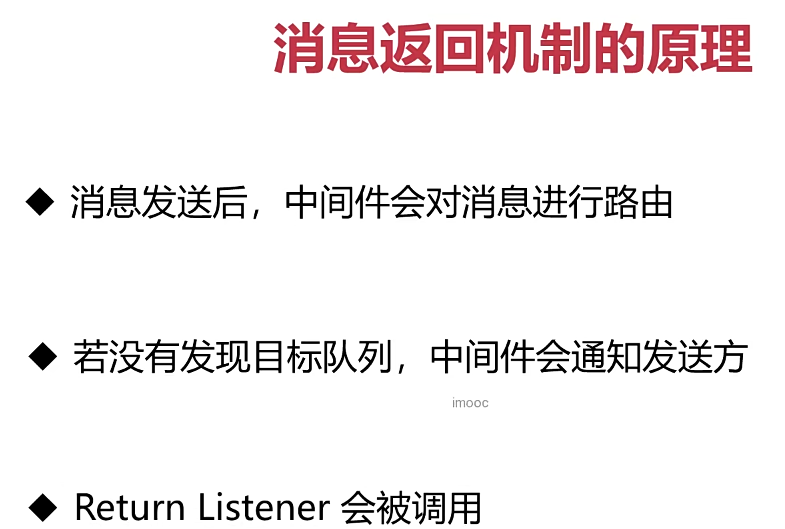 消息返回机制的原理
◆ 消息发送后，中间件会对消息进行路由
◆ 若没有发现目标队列，中间件会通知发送方
imooc
◆ Return Listener 会被调用